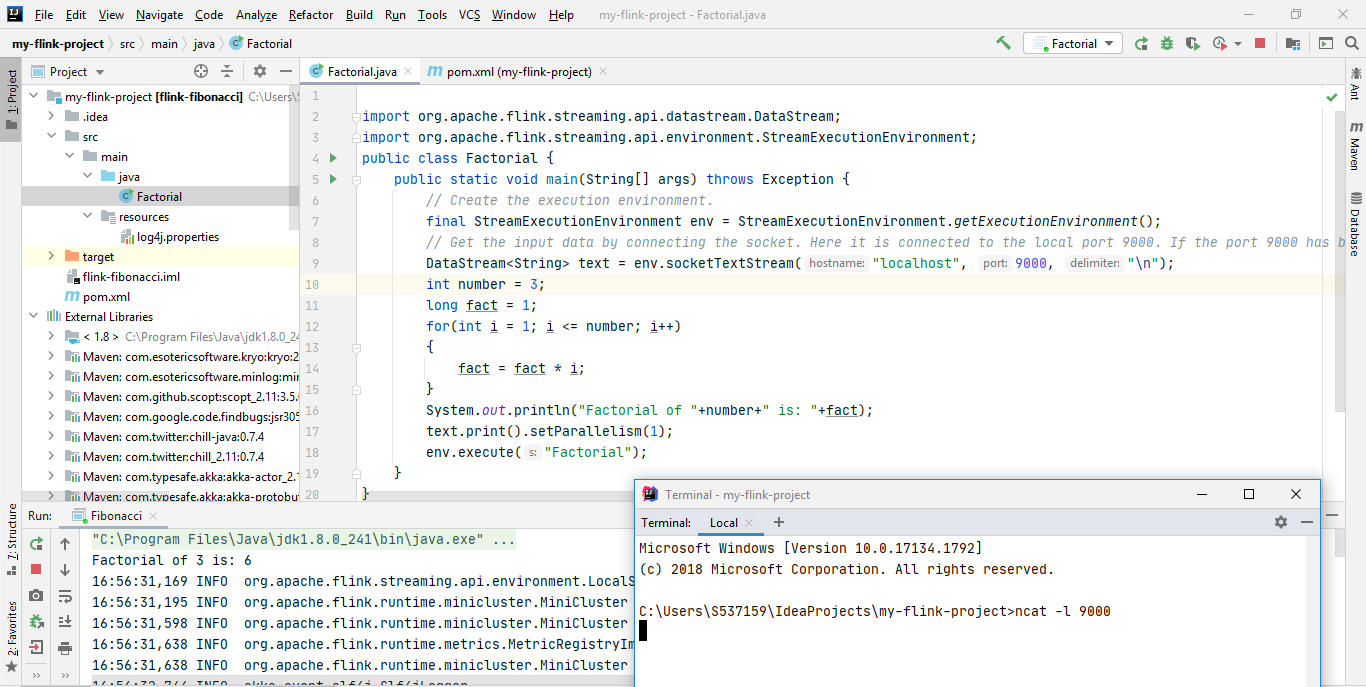 File Edit View Navigate Code Analyze Refactor Build Run Tools VCS Window Help my-flink-project - Factorial.java
my-flink-project src main java Factorial
Factorial
1: Project
Project
my-flink-project [flink-fibonacci] C:\Users\
.idea
src
main
java
Factorial
resources
log4j.properties
target
flink-fibonacci.iml
pom.xml
External Libraries
< 1.8 > C:\Program Files\Java\jdk1.8.0_24
Maven: com.esotericsoftware.kryo:kryo:2
Maven: com.esotericsoftware.minlog:mi
Maven: com.github.scopt:scopt_2.11:3.5.
Maven: com.google.code.findbugs:jsr305
Maven: com.twitter:chill-java:0.7.4
Maven: com.twitter:chill_2.11:0.7.4
Maven: com.typesafe.akka:akka-actor_2.1
Maven: com.typesafe.akka:akka-protobu
Factorial.java pom.xml (my-flink-project)
1
2 import org.apache.flink.streaming.api.datastream.DataStream;
3 import org.apache.flink.streaming.api.environment.StreamExecutionEnvironment;
4 public class Factorial {
5 public static void main(String[] args) throws Exception {
6 // Create the execution environment.
7 final StreamExecutionEnvironment env = StreamExecutionEnvironment.getExecutionEnvironment();
8 // Get the input data by connecting the socket. Here it is connected to the local port 9000. If the port 9000 has b
9 DataStream<String> text = env.socketTextStream( hostname: "localhost", port: 9000, delimiter: "\n");
10 int number = 3;
11 long fact = 1;
12 for(int i = 1; i <= number; i++)
13 {
14 fact = fact * i;
15 }
16 System.out.println("Factorial of "+number+" is: "+fact);
17 text.print().setParallelism(1);
18 env.execute( s: "Factorial");
19 }
20 }
Ant
Maven
Database
7: Structure
2: Favorites
Run: Fibonacci
"C:\Program Files\Java\jdk1.8.0_241\bin\java.exe" ...
Factorial of 3 is: 6
16:56:31,169 INFO org.apache.flink.streaming.api.environment.LocalS
16:56:31,195 INFO org.apache.flink.runtime.minicluster.MiniCluster
16:56:31,598 INFO org.apache.flink.runtime.minicluster.MiniCluster
16:56:31,638 INFO org.apache.flink.runtime.metrics.MetricRegistryIm
16:56:31,638 INFO org.apache.flink.runtime.minicluster.MiniCluster
Terminal - my-flink-project
Terminal: Local
Microsoft Windows [Version 10.0.17134.1792]
(c) 2018 Microsoft Corporation. All rights reserved.
C:\Users\S537159\IdeaProjects\my-flink-project>ncat -l 9000